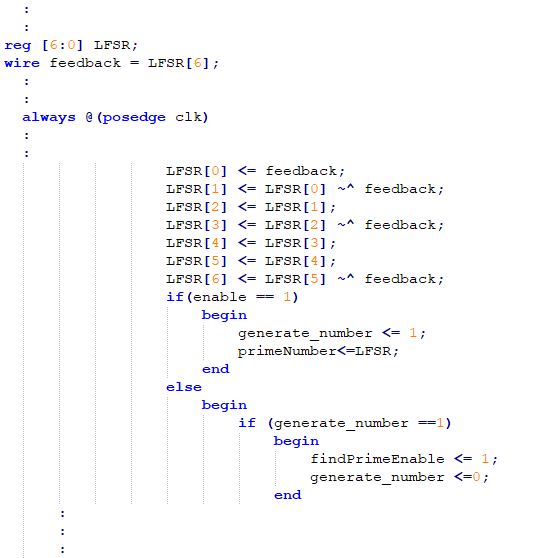 :
:
reg [6:0] LFSR;
wire feedback = LFSR[6];
:
:
always @(posedge clk)
:
:
LFSR[0] <= feedback;
LFSR[1] <= LFSR[0] ~^ feedback;
LFSR[2] <= LFSR[1];
LFSR[3] <= LFSR[2] ~^ feedback;
LFSR[4] <= LFSR[3];
LFSR[5] <= LFSR[4];
LFSR[6] <= LFSR[5] ~^ feedback;
if(enable == 1)
begin
generate_number <= 1;
primeNumber<=LFSR;
end
else
begin
if (generate_number ==1)
begin
findPrimeEnable <= 1;
generate_number <=0;
end
:
:
: